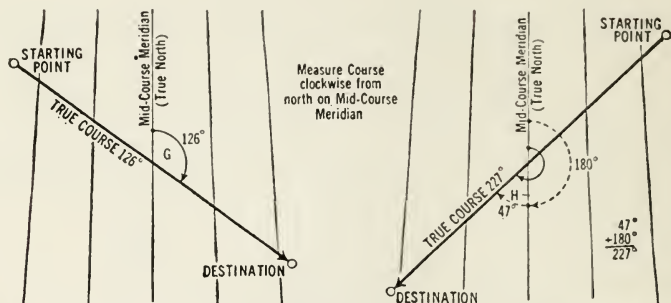 STARTING
POINT
Mid-Course Meridian
(True North)
126°
G
TRUE COURSE 126°
DESTINATION
Measure Course
clockwise from
north on Mid-Course
Meridian
STARTING
POINT
Mid-Course Meridian
(True North)
180°
TRUE COURSE 227°
H
47°
47°
+180°
227°
DESTINATION